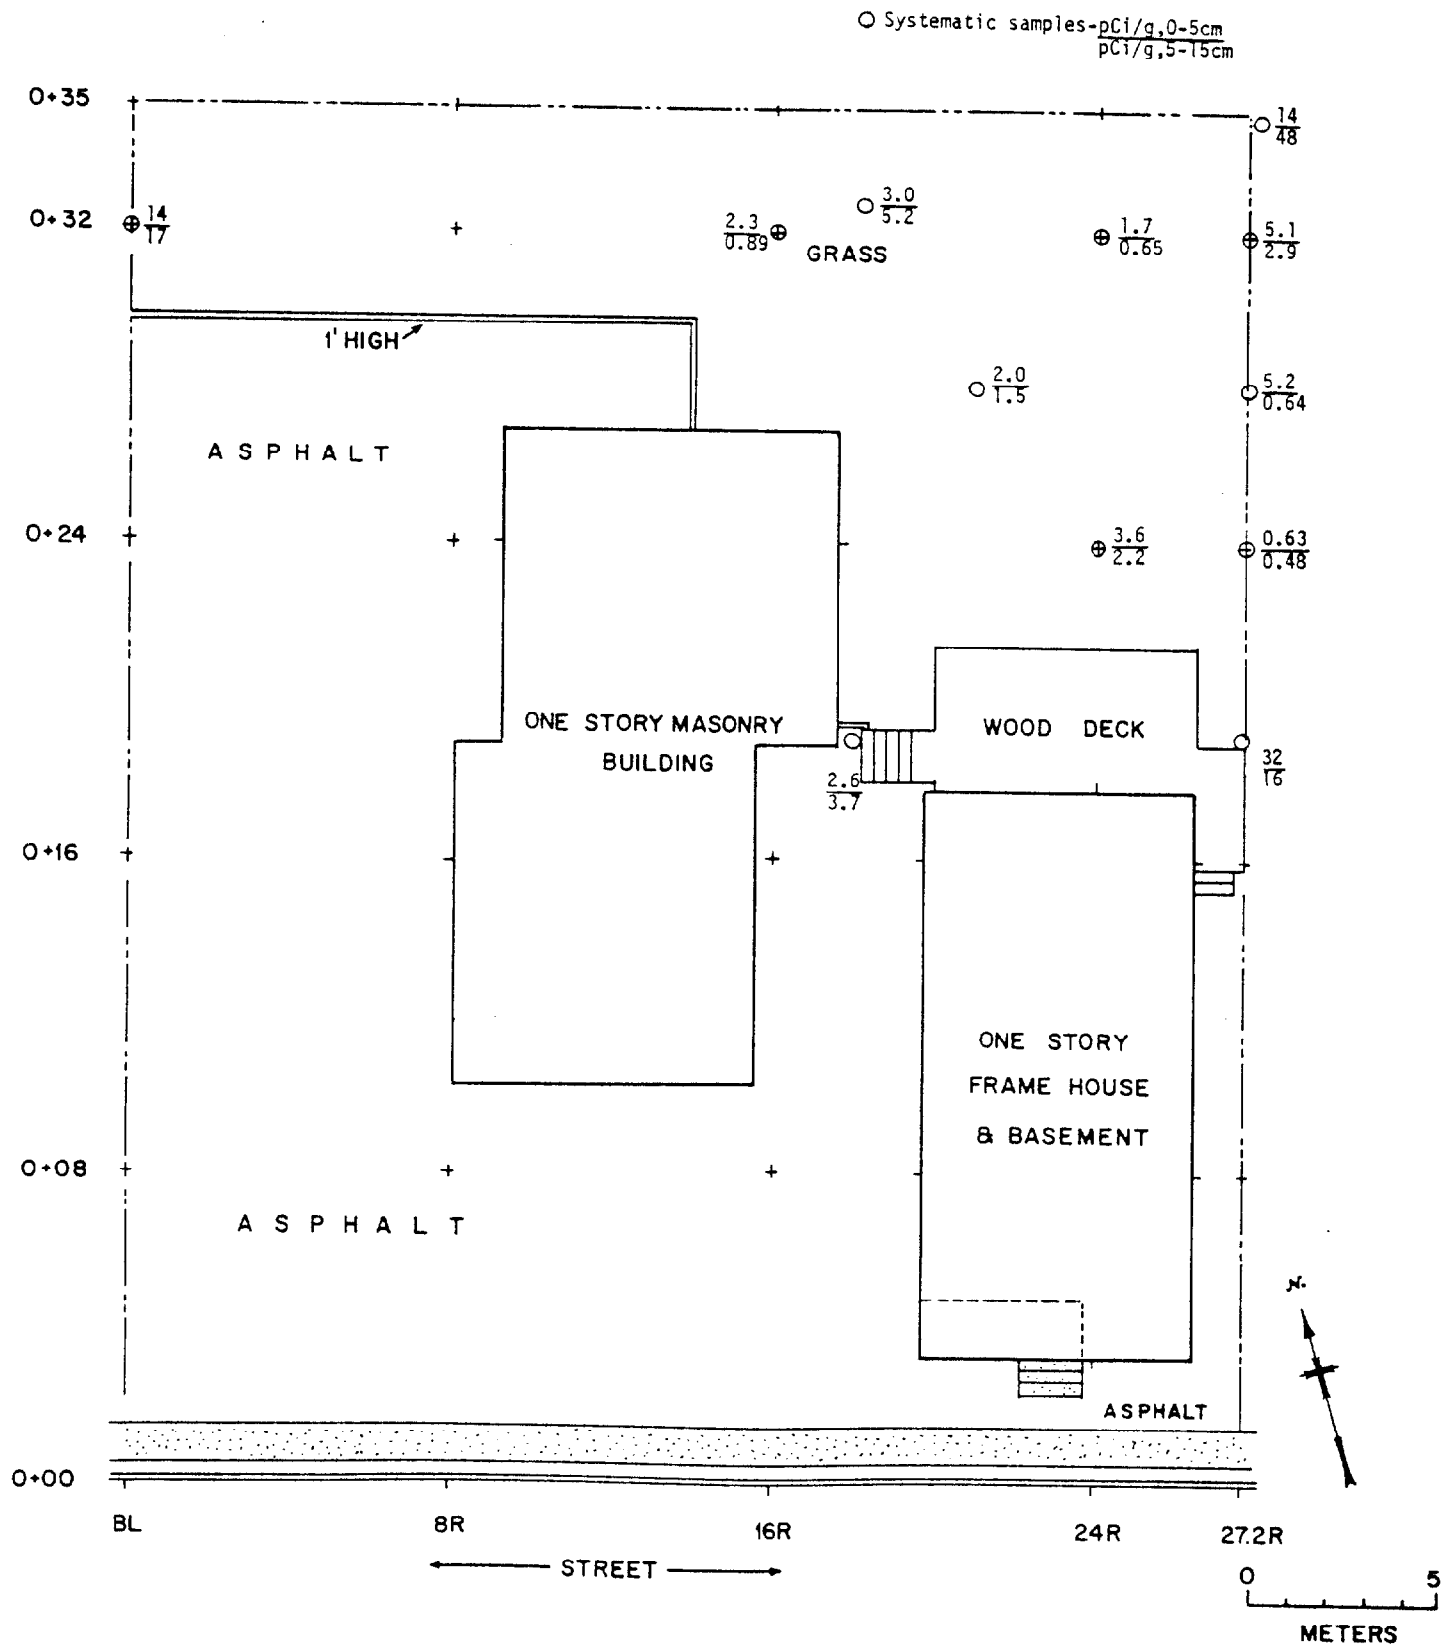 Systematic samples-pCi/g,0-5cm
pCi/g,5-15cm
0+35
14
48
0+32
14
17
2.3
0.89
3.0
5.2
GRASS
1.7
0.65
5.1
2.9
1' HIGH
2.0
1.5
5.2
0.64
ASPHALT
0+24
3.6
2.2
0.63
0.48
ONE STORY MASONRY
BUILDING
WOOD DECK
32
16
2.6
3.7
0+16
ONE STORY
FRAME HOUSE
& BASEMENT
0+08
ASPHALT
N.
ASPHALT
0+00
BL
8R
16R
24R
27.2R
STREET
0 5
METERS